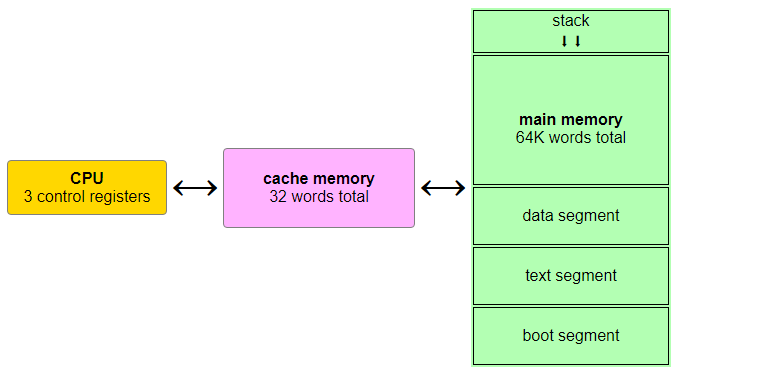 CPU
3 control registers
cache memory
32 words total
stack
⬇⬇
main memory
64K words total
data segment
text segment
boot segment